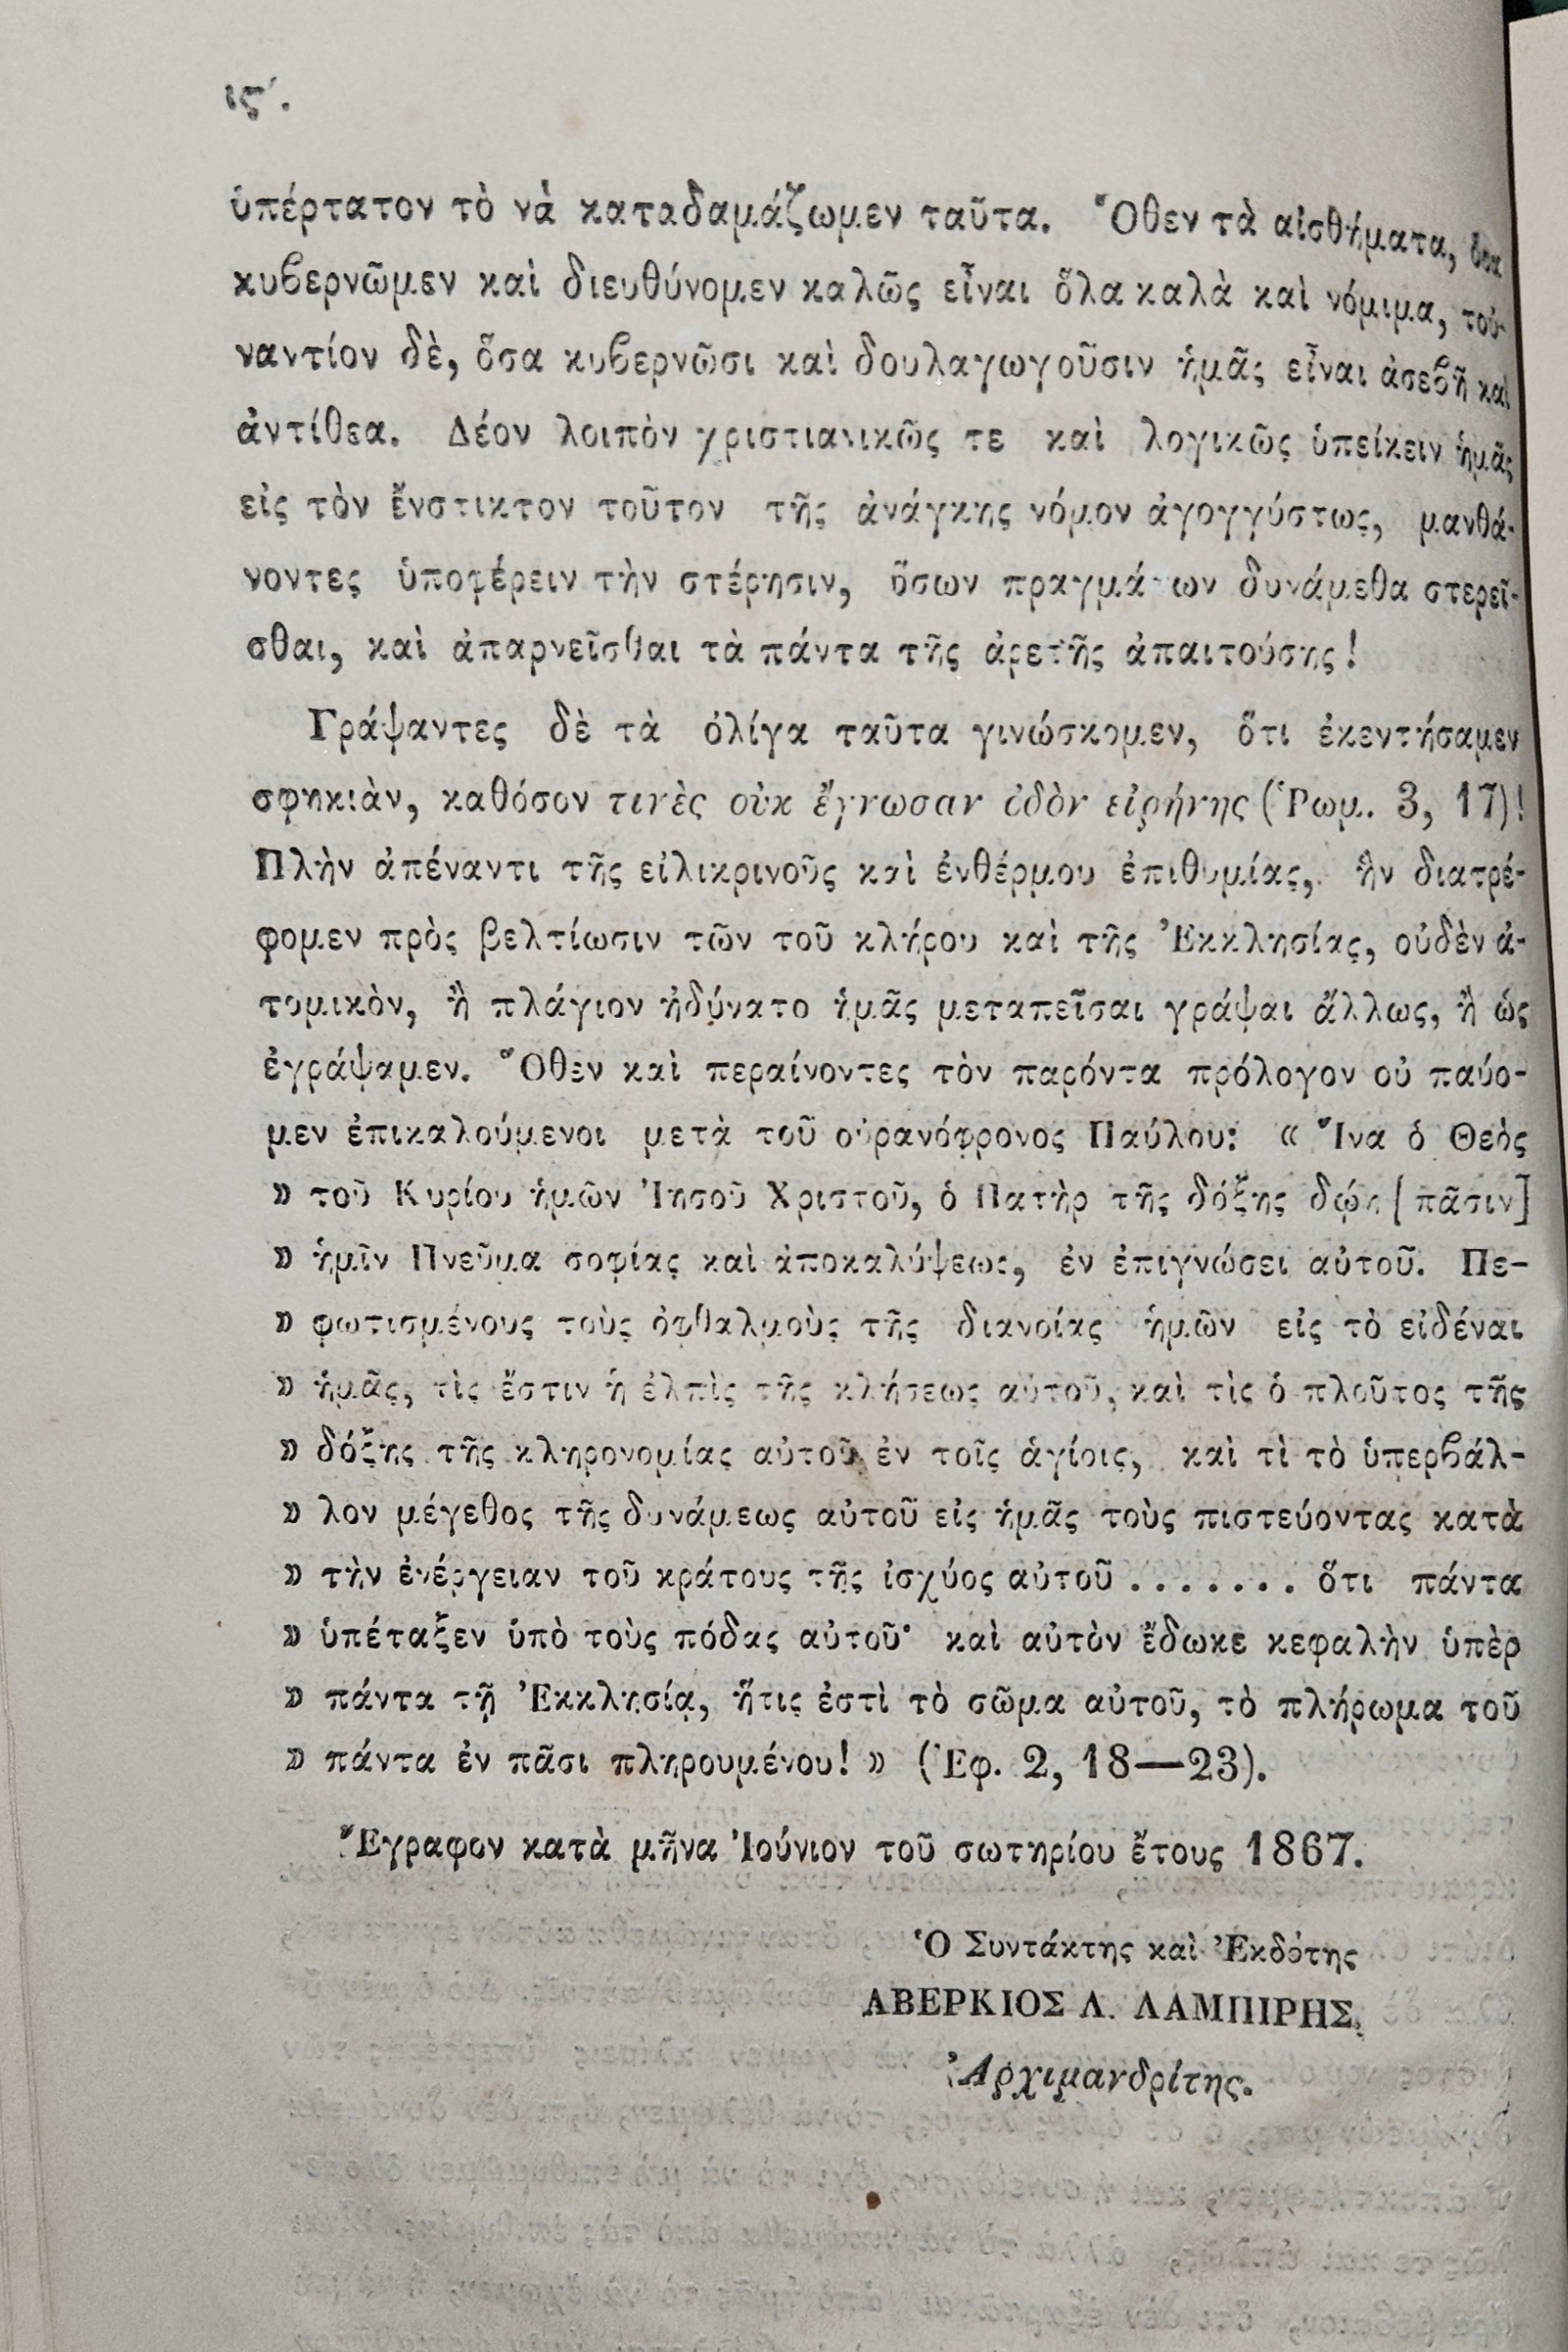 ις´.
ὑπέρτατον τὸ νὰ καταδαμάζωμεν ταῦτα. Ὅθεν τὰ αἰσθήματα, ὅσα
κυβερνῶμεν καὶ διευθύνομεν καλῶς εἶναι ὅλα καλὰ καὶ νόμιμα, τοὐ-
ναντίον δὲ, ὅσα κυβερνῶσι καὶ δουλαγωγοῦσιν ἡμᾶς εἶναι ἀσεβῆ καὶ
ἀντίθεα. Δέον λοιπὸν χριστιανικῶς τε καὶ λογικῶς ὑπείκειν ἡμᾶς
εἰς τὸν ἔνστικτον τοῦτον τῆς ἀνάγκης νόμον ἀγογγύστως, μανθά-
νοντες ὑποφέρειν τὴν στέρησιν, ὅσων πραγμάτων δυνάμεθα στερεῖ-
σθαι, καὶ ἀπαρνεῖσθαι τὰ πάντα τῆς ἀρετῆς ἀπαιτούσης!
Γράψαντες δὲ τὰ ὀλίγα ταῦτα γινώσκομεν, ὅτι ἐκεντήσαμεν
σφηκιὰν, καθόσον τινὲς οὐκ ἔγνωσαν ὁδὸν εἰρήνης (Ῥωμ. 3, 17)!
Πλὴν ἀπέναντι τῆς εἰλικρινοῦς καὶ ἐνθέρμου ἐπιθυμίας, ἣν διατρέ-
φομεν πρὸς βελτίωσιν τῶν τοῦ κλήρου καὶ τῆς Ἐκκλησίας, οὐδὲν ἀ-
τομικὸν, ἢ πλάγιον ἠδύνατο ἡμᾶς μεταπεῖσαι γράψαι ἄλλως, ἢ ὡς
ἐγράψαμεν. Ὅθεν καὶ περαίνοντες τὸν παρόντα πρόλογον οὐ παύο-
μεν ἐπικαλούμενοι μετὰ τοῦ οὐρανόφρονος Παύλου: « Ἵνα ὁ Θεὸς
» τοῦ Κυρίου ἡμῶν Ἰησοῦ Χριστοῦ, ὁ Πατὴρ τῆς δόξης δῴη [πᾶσιν]
» ἡμῖν Πνεῦμα σοφίας καὶ ἀποκαλύψεως, ἐν ἐπιγνώσει αὐτοῦ. Πε-
» φωτισμένους τοὺς ὀφθαλμοὺς τῆς διανοίας ἡμῶν εἰς τὸ εἰδέναι
» ἡμᾶς, τὶς ἔστιν ἡ ἐλπὶς τῆς κλήσεως αὐτοῦ, καὶ τὶς ὁ πλοῦτος τῆς
» δόξης τῆς κληρονομίας αὐτοῦ ἐν τοῖς ἁγίοις, καὶ τὶ τὸ ὑπερβάλ-
» λον μέγεθος τῆς δυνάμεως αὐτοῦ εἰς ἡμᾶς τοὺς πιστεύοντας κατὰ
» τὴν ἐνέργειαν τοῦ κράτους τῆς ἰσχύος αὐτοῦ ....... ὅτι πάντα
» ὑπέταξεν ὑπὸ τοὺς πόδας αὐτοῦ· καὶ αὐτὸν ἔδωκε κεφαλὴν ὑπὲρ
» πάντα τῇ Ἐκκλησίᾳ, ἥτις ἐστὶ τὸ σῶμα αὐτοῦ, τὸ πλήρωμα τοῦ
» πάντα ἐν πᾶσι πληρουμένου! » (Ἐφ. 2, 18—23).
Ἔγραφον κατὰ μῆνα Ἰούνιον τοῦ σωτηρίου ἔτους 1867.
Ὁ Συντάκτης καὶ Ἐκδότης
ΑΒΕΡΚΙΟΣ Λ. ΛΑΜΠΙΡΗΣ,
Ἀρχιμανδρίτης.